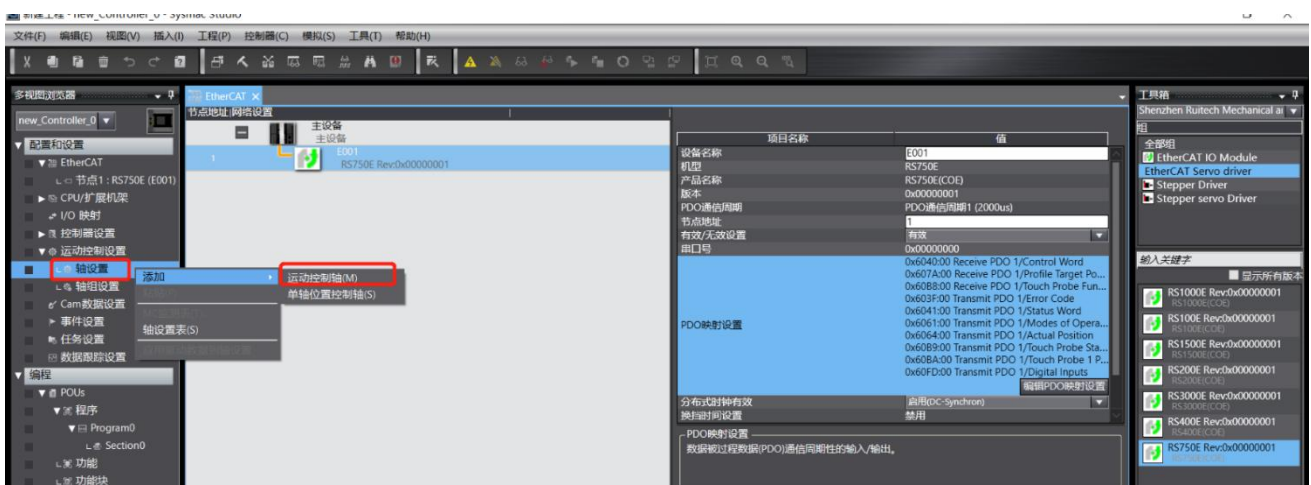 新建工程 - new_Controller_0 - Sysmac Studio
文件(F) 编辑(E) 视图(V) 插入(I) 工程(P) 控制器(C) 模拟(S) 工具(T) 帮助(H)
多视图浏览器
new_Controller_0
配置和设置
EtherCAT
节点1 : RS750E (E001)
CPU/扩展机架
I/O 映射
控制器设置
运动控制设置
轴设置
轴组设置
Cam数据设置
事件设置
任务设置
数据跟踪设置
编程
POUs
程序
Program0
Section0
功能
功能块
添加
轴设置表(S)
运动控制轴(M)
单轴位置控制轴(S)
EtherCAT
节点地址|网络设置
主设备
主设备
1
E001
RS750E Rev:0x00000001
项目名称 值
设备名称 E001
机型 RS750E
产品名称 RS750E(COE)
版本 0x00000001
PDO通信周期 PDO通信周期1 (2000us)
节点地址 1
有效/无效设置 有效
串口号 0x00000000
PDO映射设置
0x6040:00 Receive PDO 1/Control Word
0x607A:00 Receive PDO 1/Profile Target Po...
0x60B8:00 Receive PDO 1/Touch Probe Fun...
0x603F:00 Transmit PDO 1/Error Code
0x6041:00 Transmit PDO 1/Status Word
0x6061:00 Transmit PDO 1/Modes of Opera...
0x6064:00 Transmit PDO 1/Actual Position
0x60B9:00 Transmit PDO 1/Touch Probe Sta...
0x60BA:00 Transmit PDO 1/Touch Probe 1 P...
0x60FD:00 Transmit PDO 1/Digital Inputs
编辑PDO映射设置
分布式时钟有效 启用(DC-Synchron)
换挡时间设置 禁用
PDO映射设置
数据被过程数据(PDO)通信周期性的输入/输出。
工具箱
Shenzhen Ruitech Mechanical ai
组
全部组
EtherCAT IO Module
EtherCAT Servo driver
Stepper Driver
Stepper servo Driver
输入关键字
显示所有版本
RS1000E Rev:0x00000001
RS1000E(COE)
RS100E Rev:0x00000001
RS100E(COE)
RS1500E Rev:0x00000001
RS1500E(COE)
RS200E Rev:0x00000001
RS200E(COE)
RS3000E Rev:0x00000001
RS3000E(COE)
RS400E Rev:0x00000001
RS400E(COE)
RS750E Rev:0x00000001
RS750E(COE)